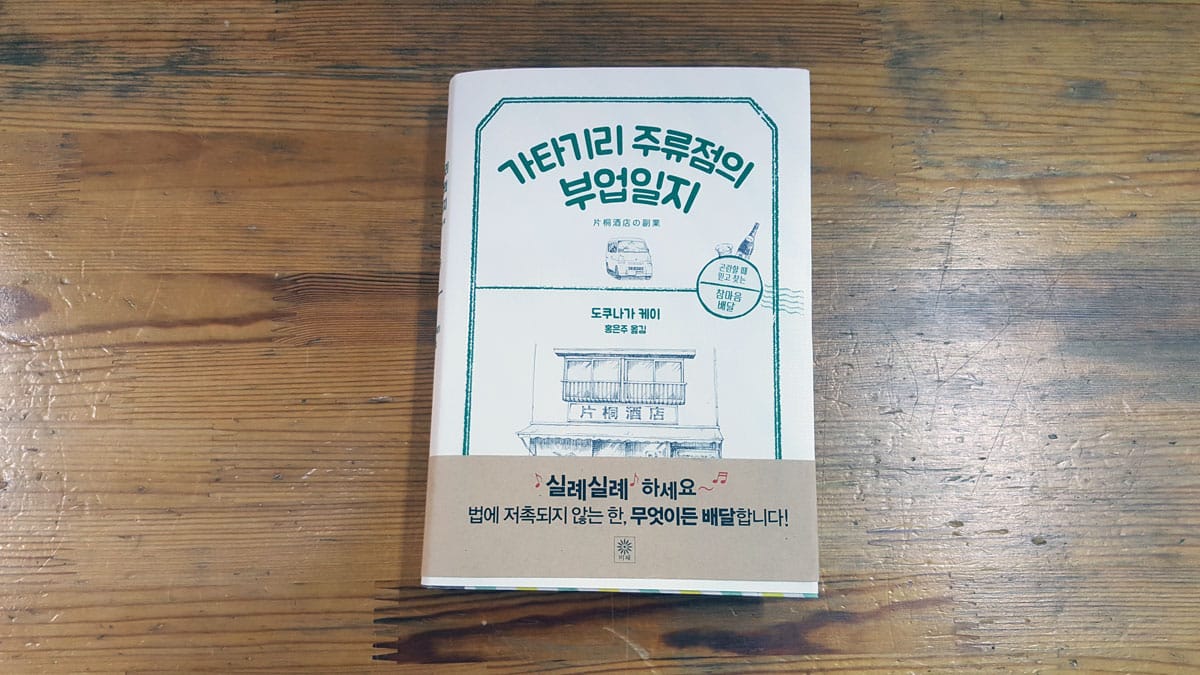 가타기리 주류점의
부업일지
片桐酒店の副業
곤란할 때
믿고 찾는
참마음
배달
도쿠나가 케이
홍은주 옮김
片桐酒店
♪실례실례♪ 하세요~♬
법에 저촉되지 않는 한, 무엇이든 배달합니다!
비채